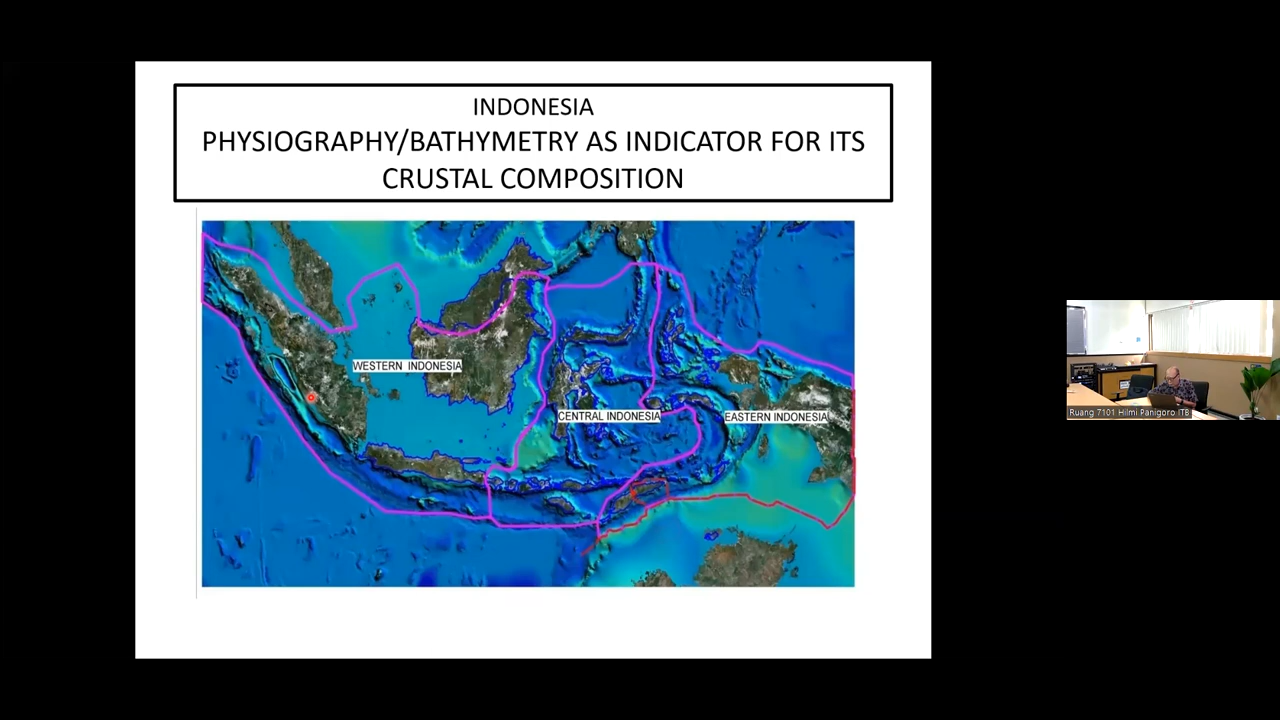 INDONESIA
PHYSIOGRAPHY/BATHYMETRY AS INDICATOR FOR ITS
CRUSTAL COMPOSITION
WESTERN INDONESIA
CENTRAL INDONESIA
EASTERN INDONESIA
Ruang 7101 Hilmi Panigoro ITB